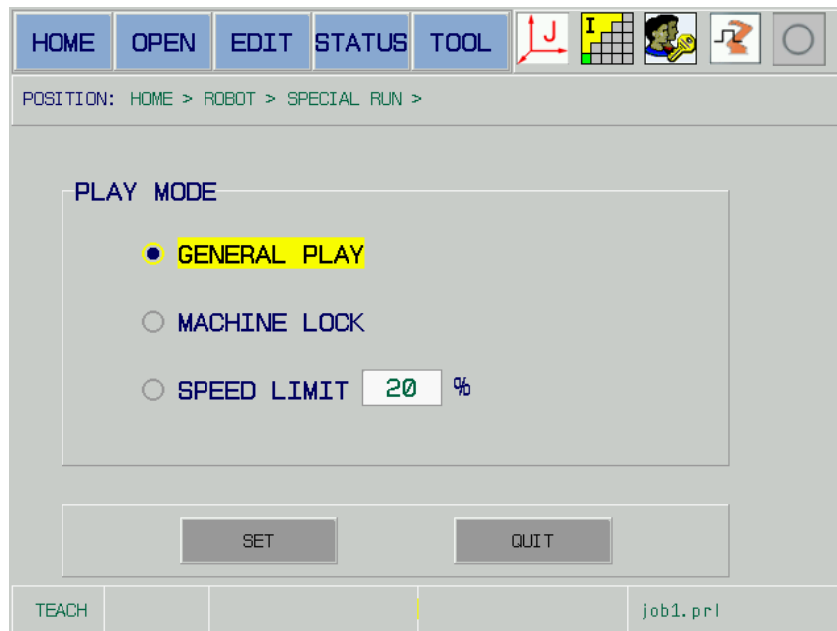 HOME OPEN EDIT STATUS TOOL J I
POSITION: HOME > ROBOT > SPECIAL RUN >
PLAY MODE
GENERAL PLAY
MACHINE LOCK
SPEED LIMIT 20 %
SET QUIT
TEACH job1.prl